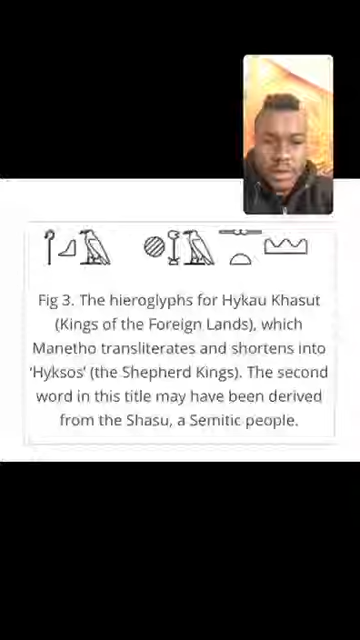 Fig 3. The hieroglyphs for Hykau Khasut
(Kings of the Foreign Lands), which
Manetho transliterates and shortens into
'Hyksos' (the Shepherd Kings). The second
word in this title may have been derived
from the Shasu, a Semitic people.